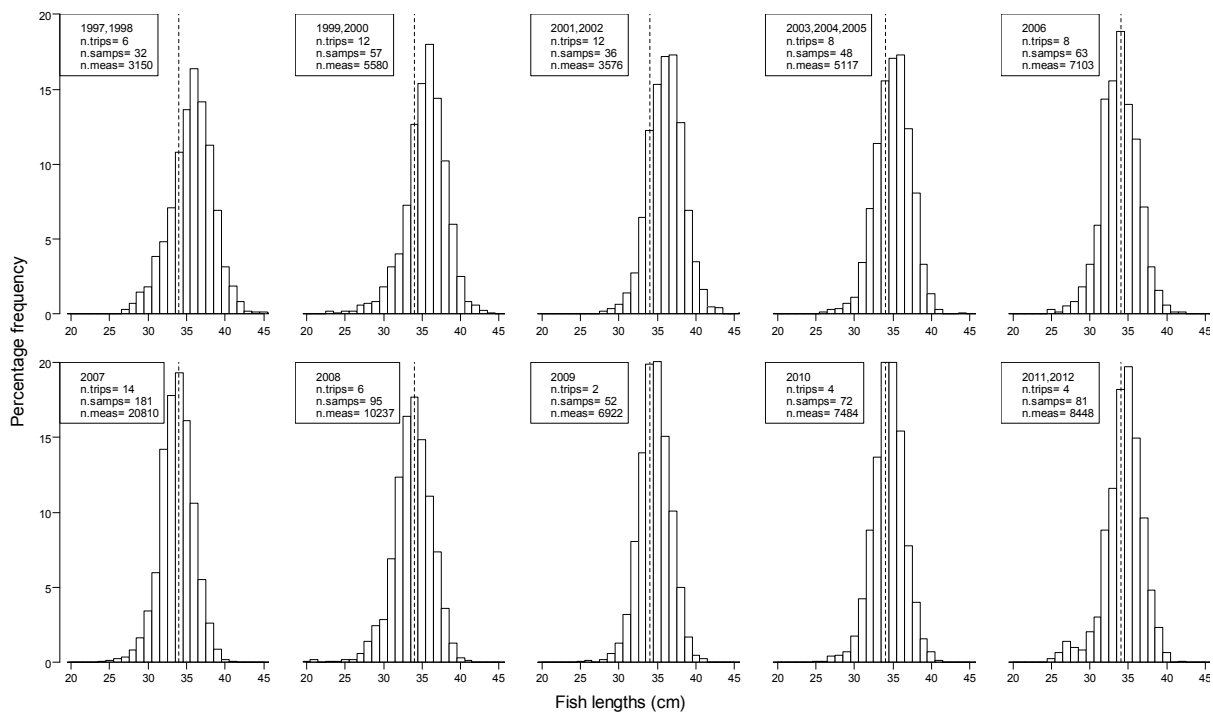 Percentage frequency
20
15
10
5
0
1997,1998
n.trips= 6
n.samps= 32
n.meas= 3150
20 25 30 35 40 45
1999,2000
n.trips= 12
n.samps= 57
n.meas= 5580
20 25 30 35 40 45
2001,2002
n.trips= 12
n.samps= 36
n.meas= 3576
20 25 30 35 40 45
2003,2004,2005
n.trips= 8
n.samps= 48
n.meas= 5117
20 25 30 35 40 45
2006
n.trips= 8
n.samps= 63
n.meas= 7103
20 25 30 35 40 45
20
15
10
5
0
2007
n.trips= 14
n.samps= 181
n.meas= 20810
20 25 30 35 40 45
2008
n.trips= 6
n.samps= 95
n.meas= 10237
20 25 30 35 40 45
2009
n.trips= 2
n.samps= 52
n.meas= 6922
20 25 30 35 40 45
2010
n.trips= 4
n.samps= 72
n.meas= 7484
20 25 30 35 40 45
2011,2012
n.trips= 4
n.samps= 81
n.meas= 8448
20 25 30 35 40 45
Fish lengths (cm)